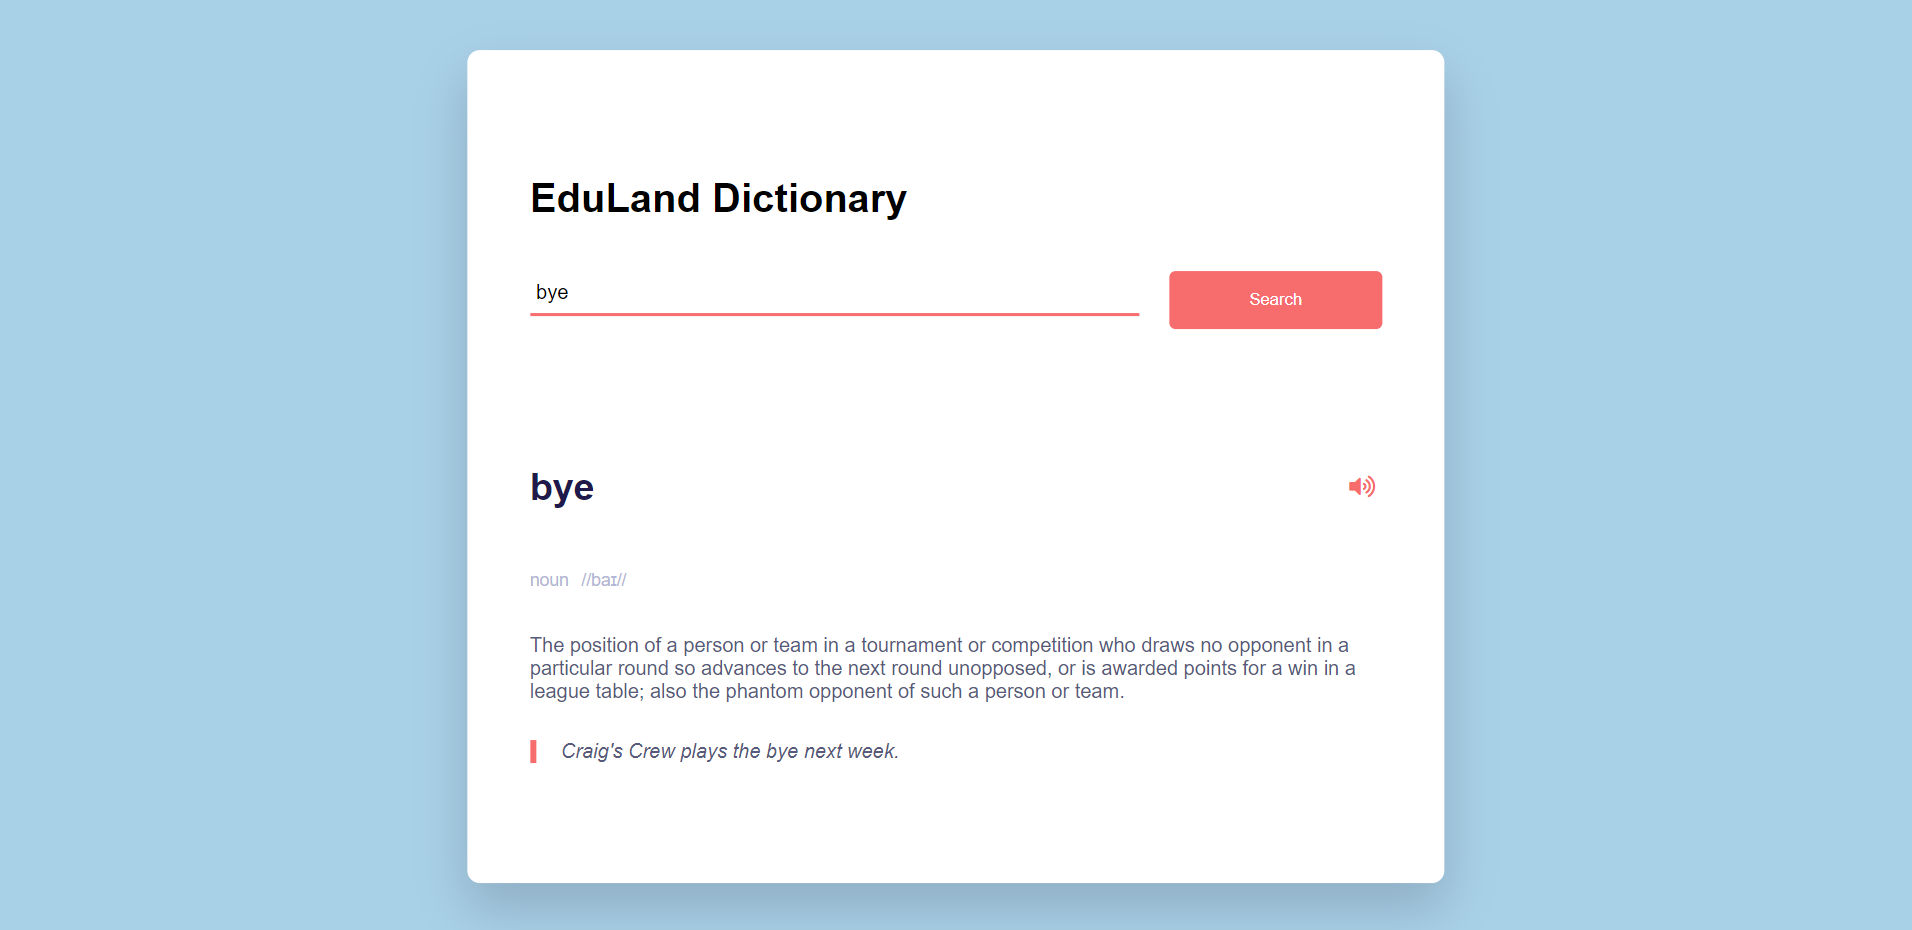 EduLand Dictionary
bye
Search
bye
noun //baɪ//
The position of a person or team in a tournament or competition who draws no opponent in a
particular round so advances to the next round unopposed, or is awarded points for a win in a
league table; also the phantom opponent of such a person or team.
Craig's Crew plays the bye next week.